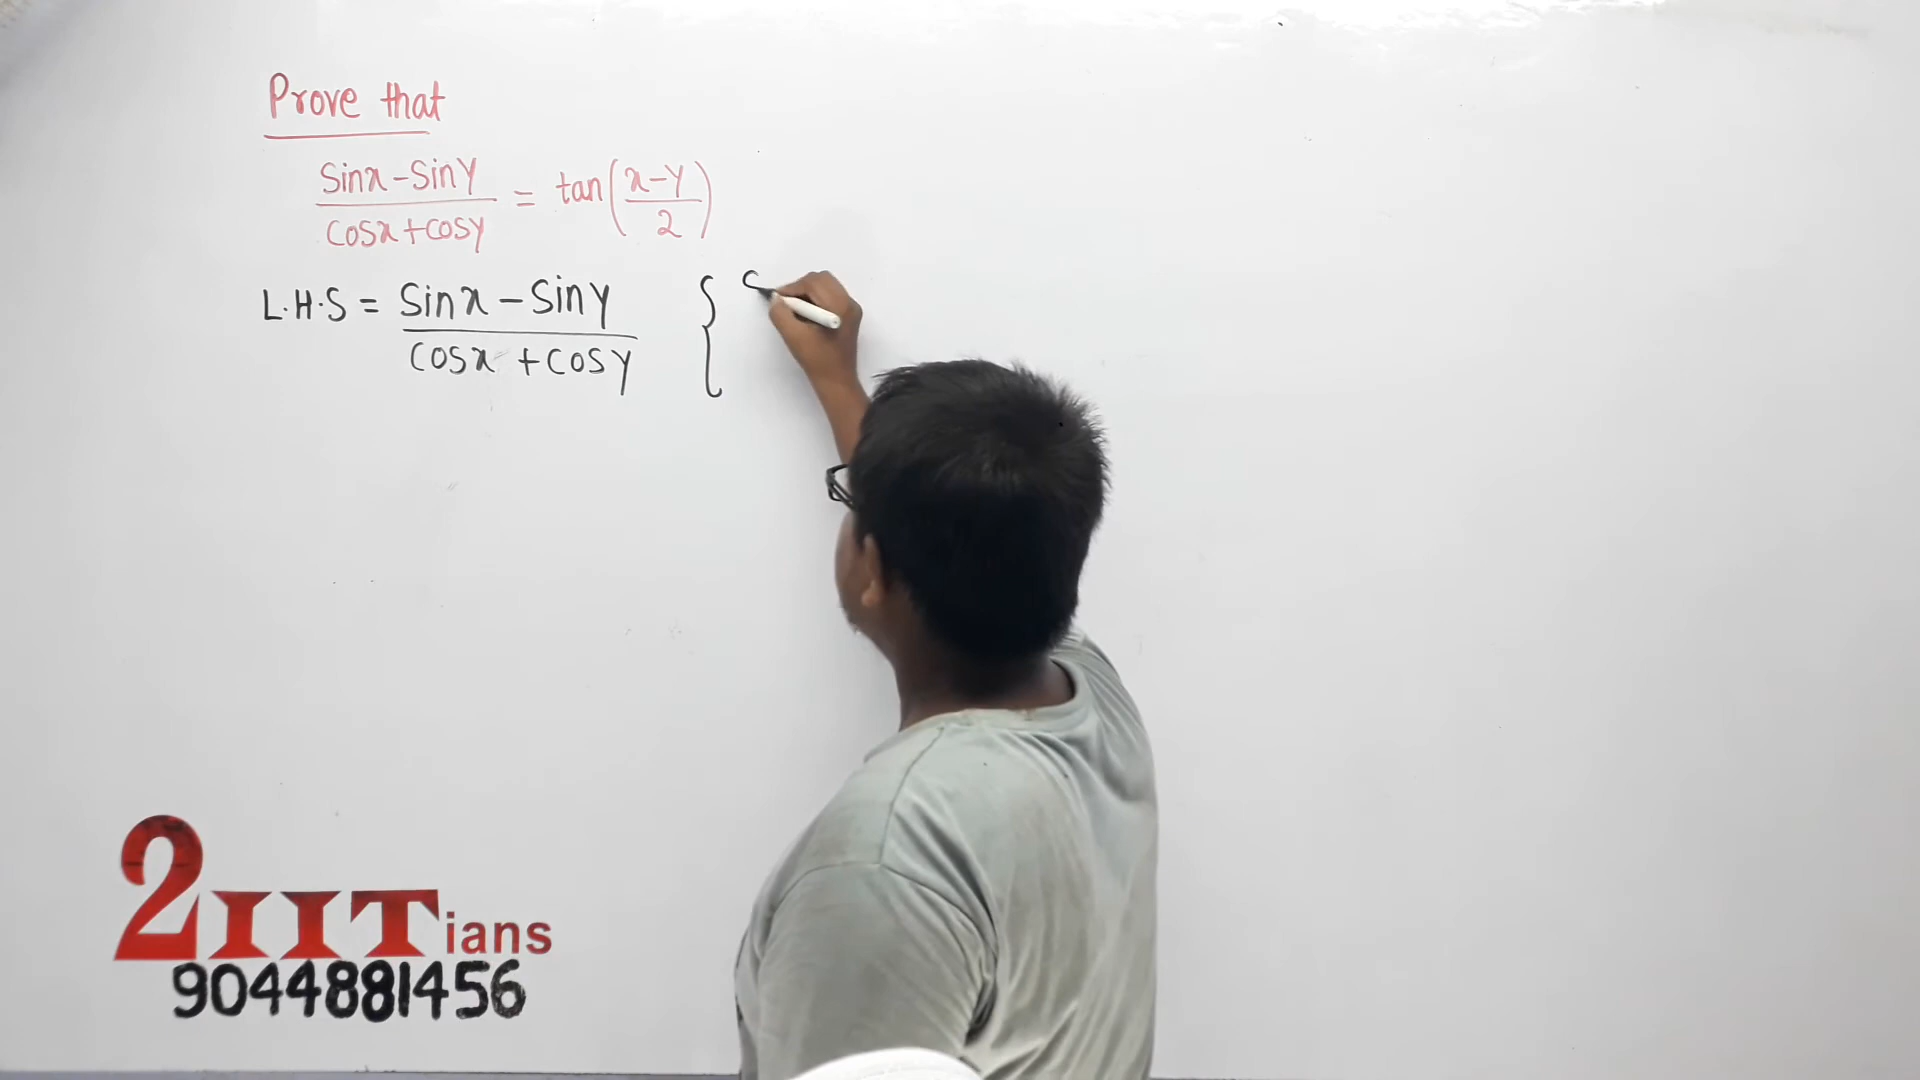 Prove that
Sinx-SinY
cosx+cosy = tan(x-y/2)
L.H.S = Sinx - Siny { S
cosx + cosy
2IITians
9044881456